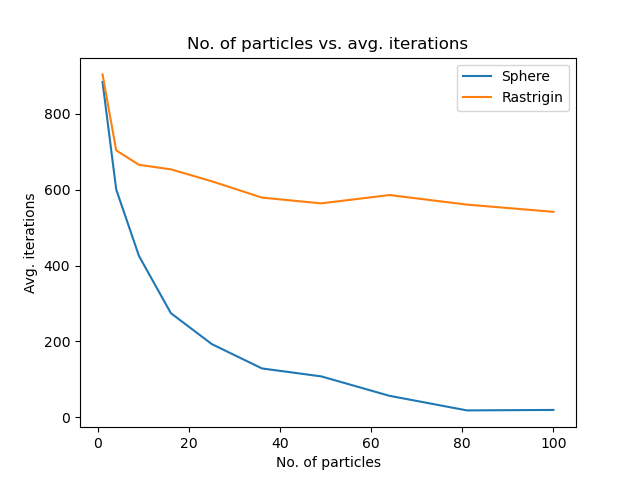 No. of particles vs. avg. iterations
Sphere
Rastrigin
Avg. iterations
800
600
400
200
0
0 20 40 60 80 100
No. of particles